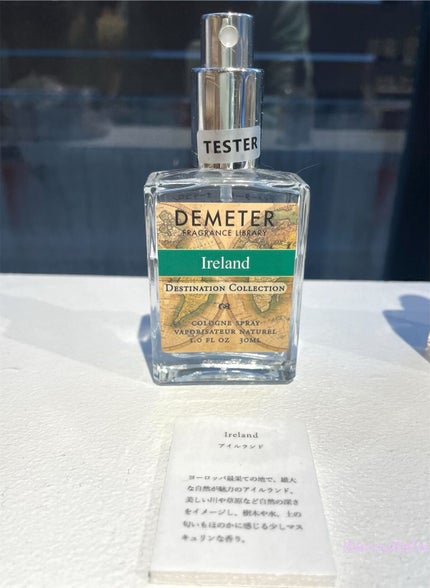 TESTER
DEMETER
FRAGRANCE LIBRARY
Ireland
DESTINATION COLLECTION
COLOGNE SPRAY
VAPORISATEUR NATUREL
1.0 FL OZ 30ML
Ireland
アイルランド
ヨーロッパ最果ての地で、雄大
な自然が魅力のアイルランド。
美しい川や草原など自然の深さ
をイメージし、樹木や水、土の
匂いもほのかに感じる少しマス
キュリンな香り。